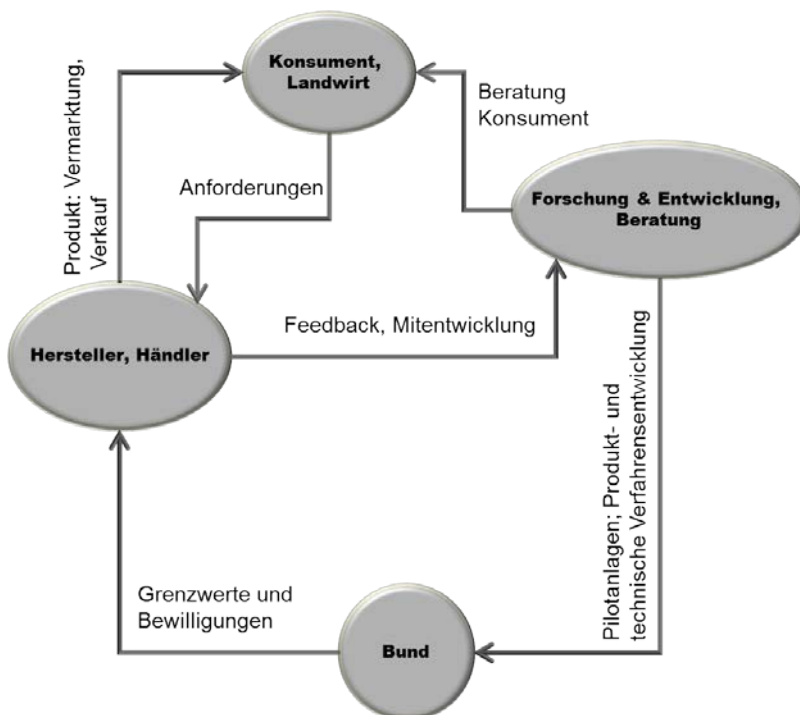 Konsument,
Landwirt
Beratung
Konsument
Produkt: Vermarktung,
Verkauf
Anforderungen
Forschung & Entwicklung,
Beratung
Feedback, Mitentwicklung
Hersteller, Händler
Pilotanlagen; Produkt- und
technische Verfahrensentwicklung
Grenzwerte und
Bewilligungen
Bund